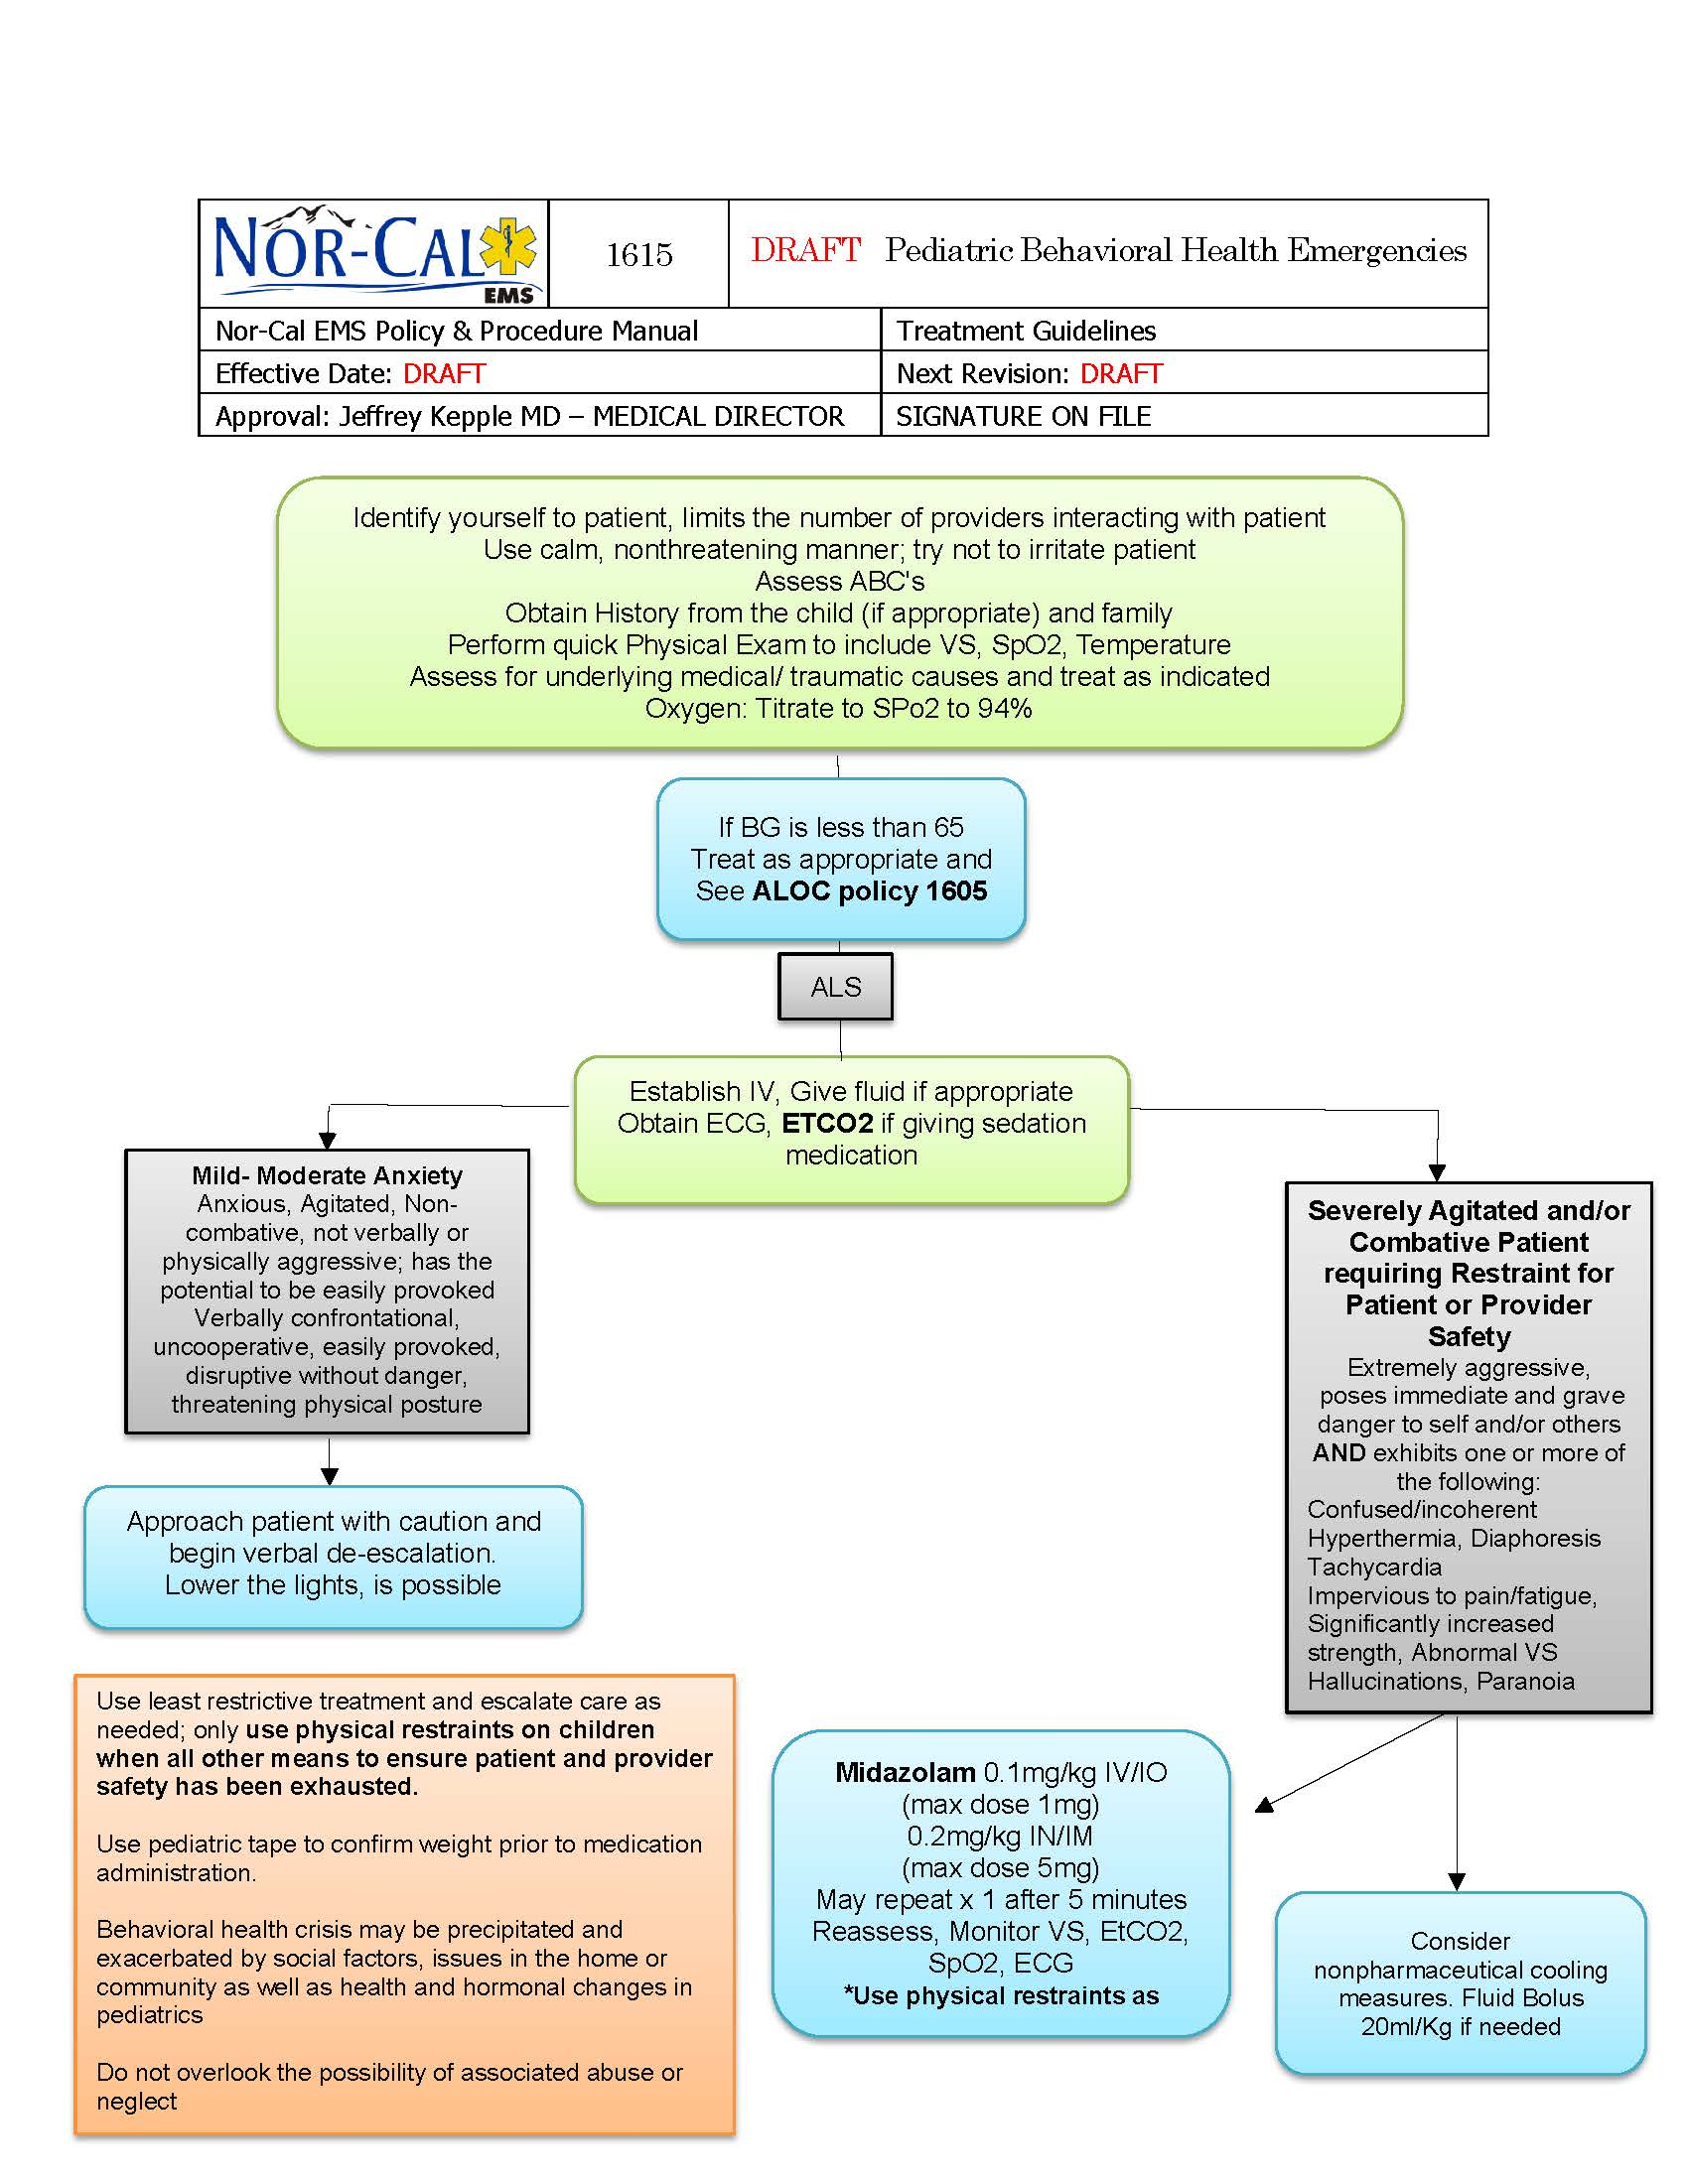 NOR-CAL
EMS
1615
DRAFT Pediatric Behavioral Health Emergencies
Nor-Cal EMS Policy & Procedure Manual
Treatment Guidelines
Effective Date: DRAFT
Next Revision: DRAFT
Approval: Jeffrey Kepple MD – MEDICAL DIRECTOR
SIGNATURE ON FILE
Identify yourself to patient, limits the number of providers interacting with patient
Use calm, nonthreatening manner; try not to irritate patient
Assess ABC's
Obtain History from the child (if appropriate) and family
Perform quick Physical Exam to include VS, SpO2, Temperature
Assess for underlying medical/ traumatic causes and treat as indicated
Oxygen: Titrate to SPo2 to 94%
If BG is less than 65
Treat as appropriate and
See ALOC policy 1605
ALS
Establish IV, Give fluid if appropriate
Obtain ECG, ETCO2 if giving sedation
medication
Mild- Moderate Anxiety
Anxious, Agitated, Non-
combative, not verbally or
physically aggressive; has the
potential to be easily provoked
Verbally confrontational,
uncooperative, easily provoked,
disruptive without danger,
threatening physical posture
Approach patient with caution and
begin verbal de-escalation.
Lower the lights, is possible
Severely Agitated and/or
Combative Patient
requiring Restraint for
Patient or Provider
Safety
Extremely aggressive,
poses immediate and grave
danger to self and/or others
AND exhibits one or more of
the following:
Confused/incoherent
Hyperthermia, Diaphoresis
Tachycardia
Impervious to pain/fatigue,
Significantly increased
strength, Abnormal VS
Hallucinations, Paranoia
Use least restrictive treatment and escalate care as
needed; only use physical restraints on children
when all other means to ensure patient and provider
safety has been exhausted.
Use pediatric tape to confirm weight prior to medication
administration.
Behavioral health crisis may be precipitated and
exacerbated by social factors, issues in the home or
community as well as health and hormonal changes in
pediatrics
Do not overlook the possibility of associated abuse or
neglect
Midazolam 0.1mg/kg IV/IO
(max dose 1mg)
0.2mg/kg IN/IM
(max dose 5mg)
May repeat x 1 after 5 minutes
Reassess, Monitor VS, EtCO2,
SpO2, ECG
*Use physical restraints as
Consider
nonpharmaceutical cooling
measures. Fluid Bolus
20ml/Kg if needed